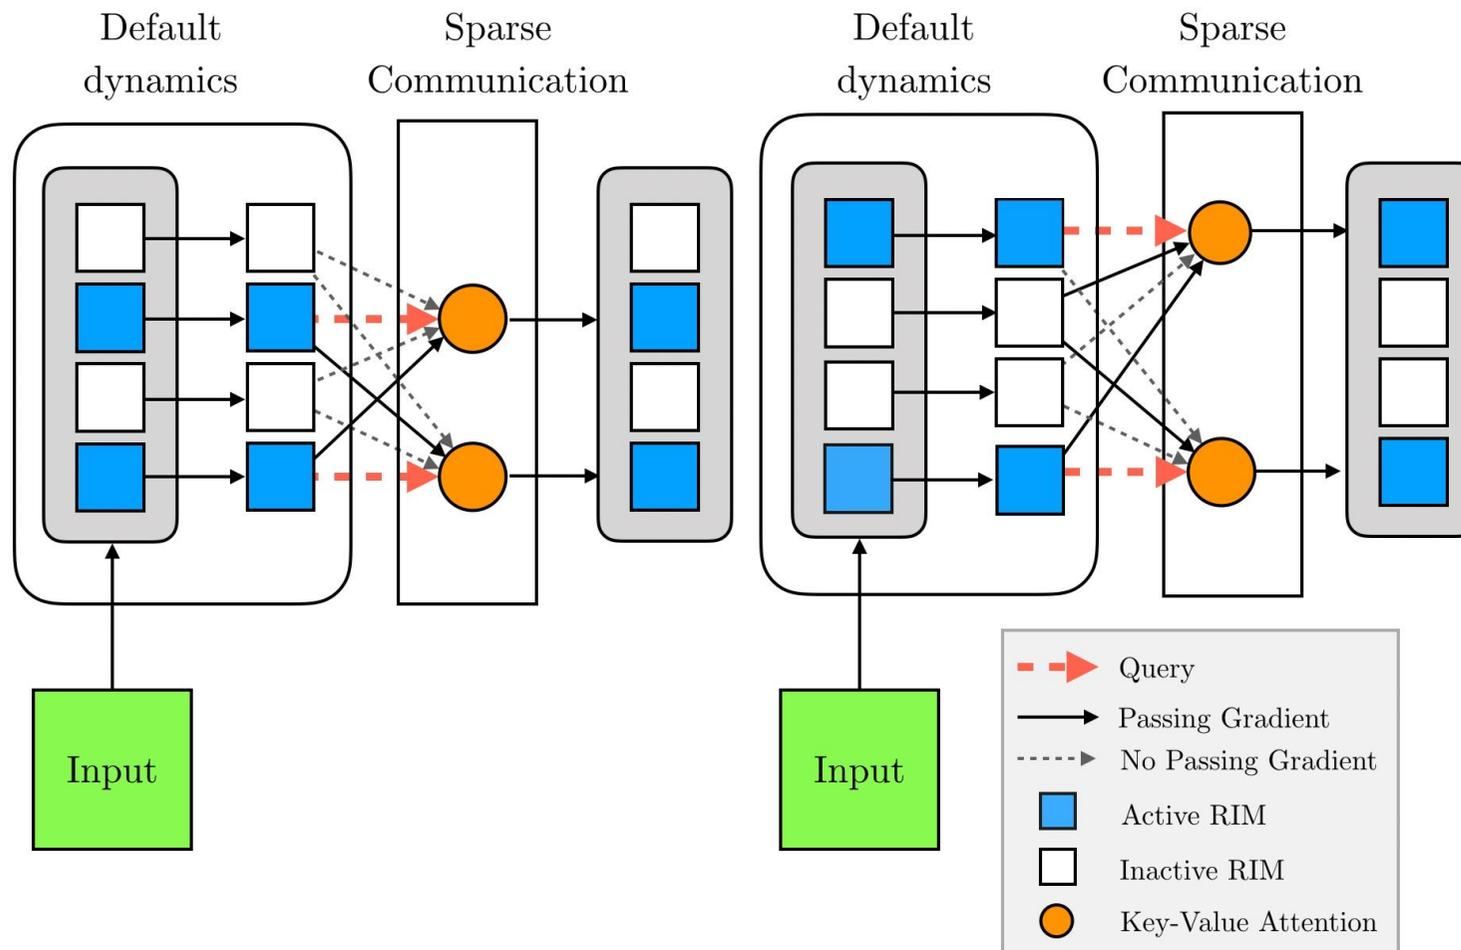 Default
dynamics
Sparse
Communication
Default
dynamics
Sparse
Communication
Input
Input
Query
Passing Gradient
No Passing Gradient
Active RIM
Inactive RIM
Key-Value Attention